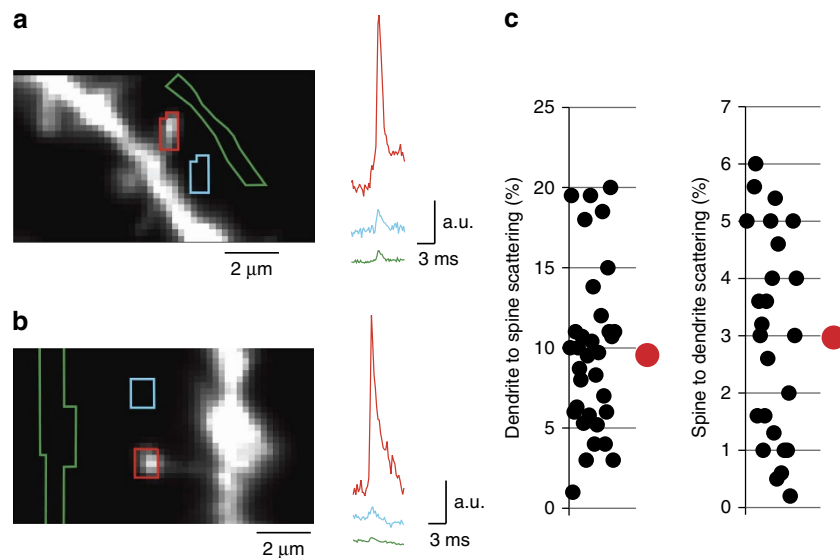 a
a.u.
3 ms
2 μm
b
a.u.
3 ms
2 μm
c
Dendrite to spine scattering (%)
25
20
15
10
5
0
Spine to dendrite scattering (%)
7
6
5
4
3
2
1
0